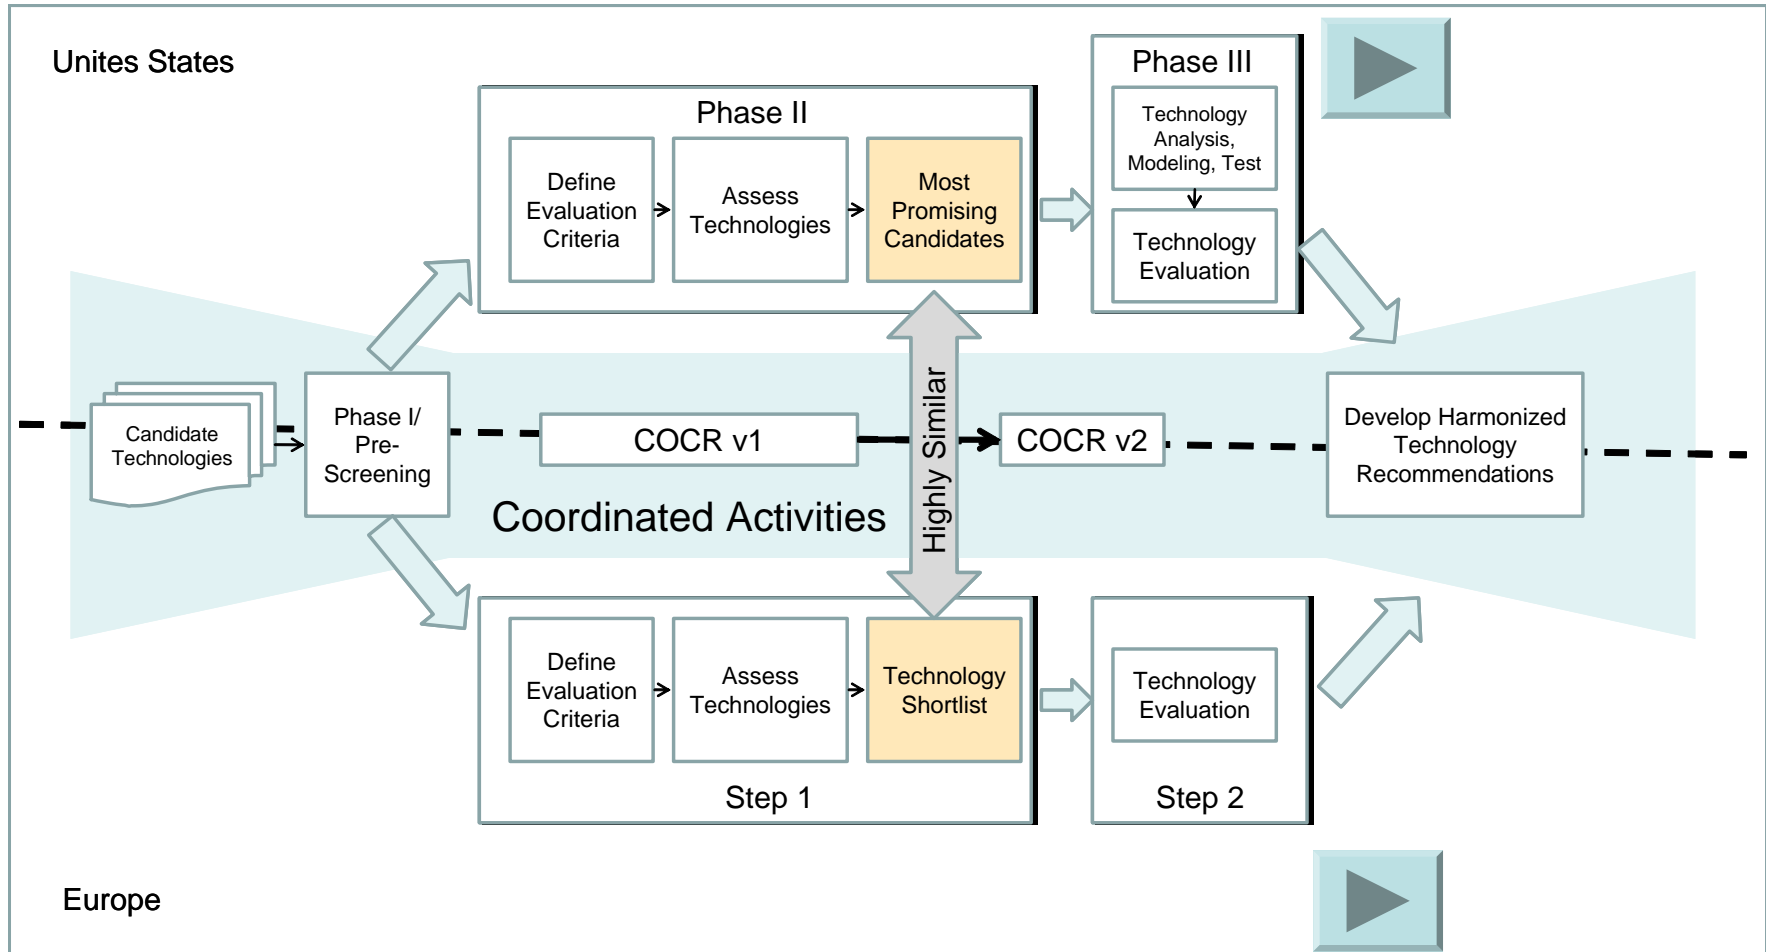 Unites States
Phase II
Define
Evaluation
Criteria
Assess
Technologies
Most
Promising
Candidates
Phase III
Technology
Analysis,
Modeling, Test
Technology
Evaluation
Candidate
Technologies
Phase I/
Pre-
Screening
COCR v1
COCR v2
Highly Similar
Coordinated Activities
Develop Harmonized
Technology
Recommendations
Define
Evaluation
Criteria
Assess
Technologies
Technology
Shortlist
Step 1
Technology
Evaluation
Step 2
Europe